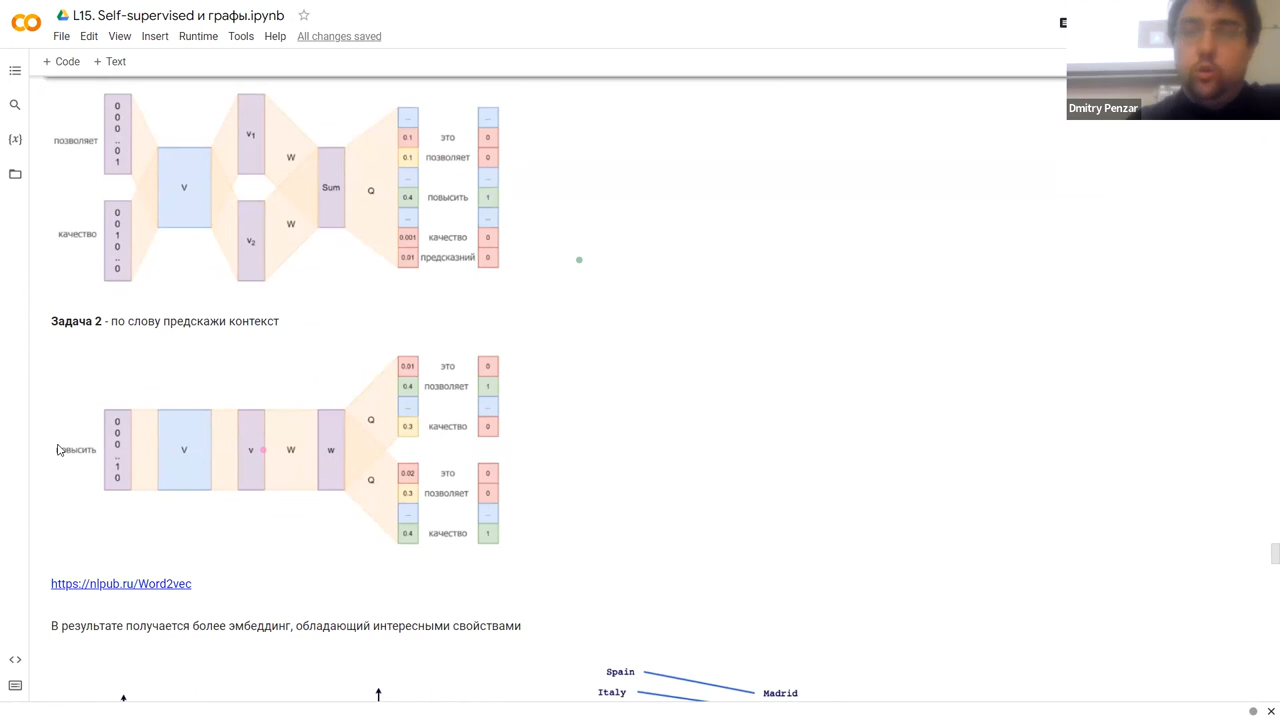 L15. Self-supervised и графы.ipynb
File Edit View Insert Runtime Tools Help All changes saved
+ Code + Text
Dmitry Penzar
позволяет
0
0
0
..
0
1
качество
0
0
1
0
..
0
V
v1
v2
W
W
Sum
Q
...
0.1 это 0
0.1 позволяет 0
...
0.4 повысить 1
...
0.001 качество 0
0.01 предсказний 0
Задача 2 - по слову предскажи контекст
0
0
0
..
1
0
V
v
W
w
Q
Q
0.01 это 0
0.4 позволяет 1
...
0.3 качество 0
0.02 это 0
0.3 позволяет 0
...
0.4 качество 1
https://nlpub.ru/Word2vec
В результате получается более эмбеддинг, обладающий интересными свойствами
Spain
Italy
Madrid